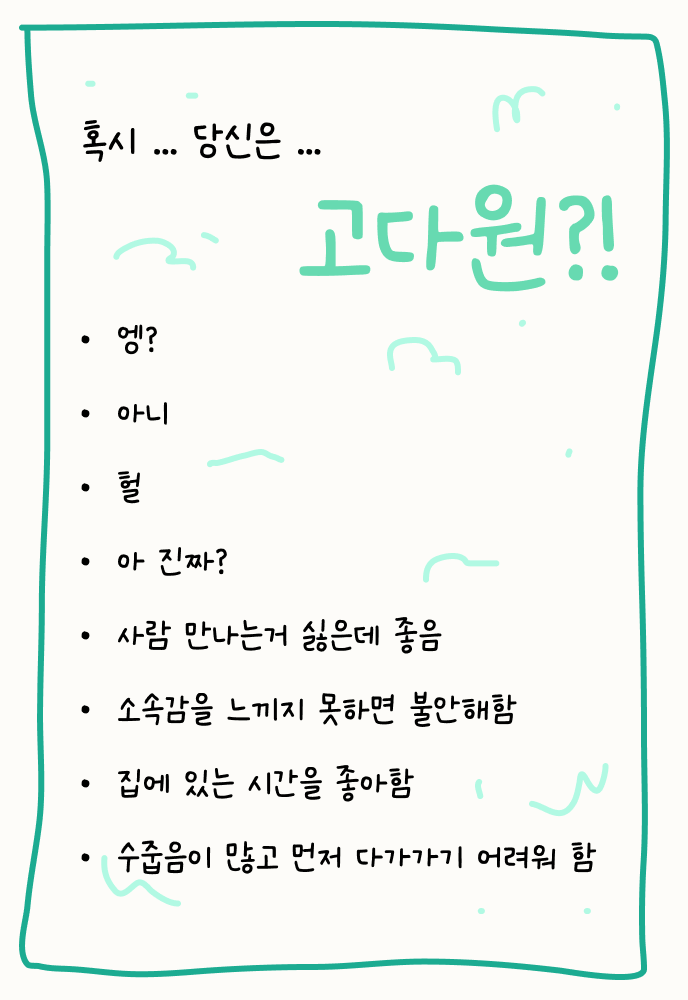 혹시 ... 당신은 ...
고다원?!
• 엥?
• 아니
• 헐
• 아 진짜?
• 사람 만나는거 싫은데 좋음
• 소속감을 느끼지 못하면 불안해함
• 집에 있는 시간을 좋아함
• 수줍음이 많고 먼저 다가가기 어려워 함